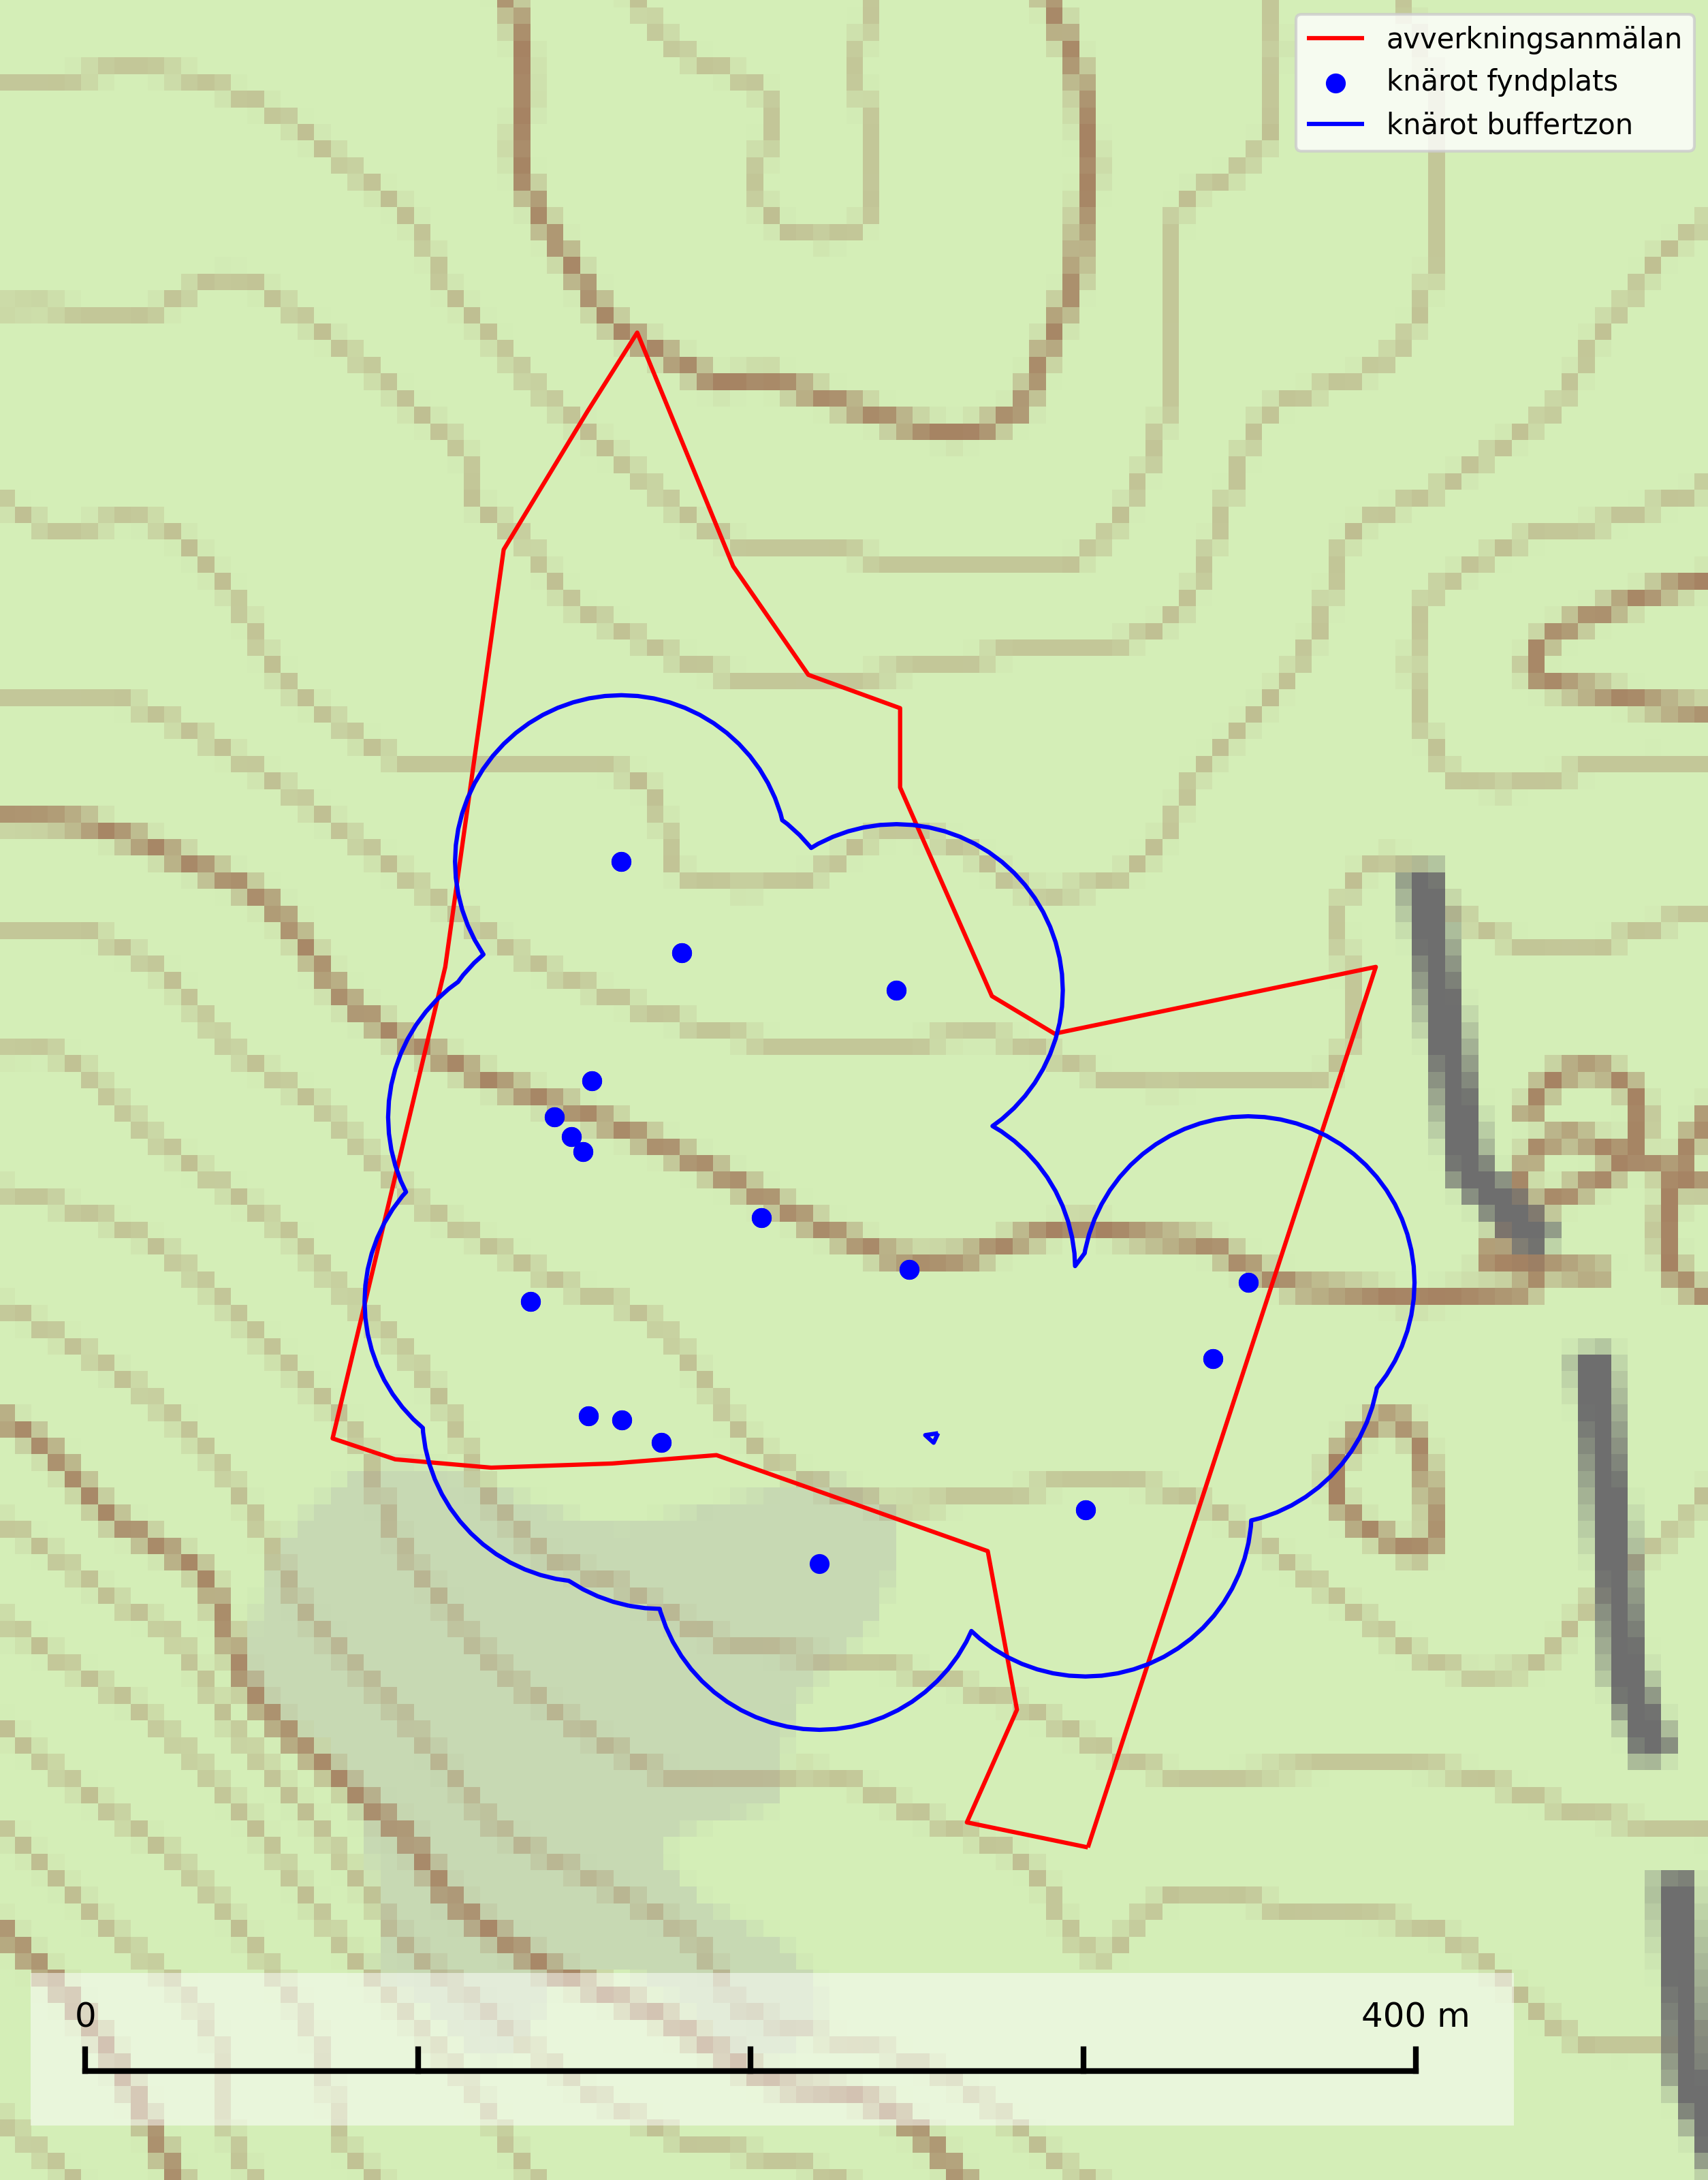 avverkningsanmälan
knärot fyndplats
knärot buffertzon
0 400 m